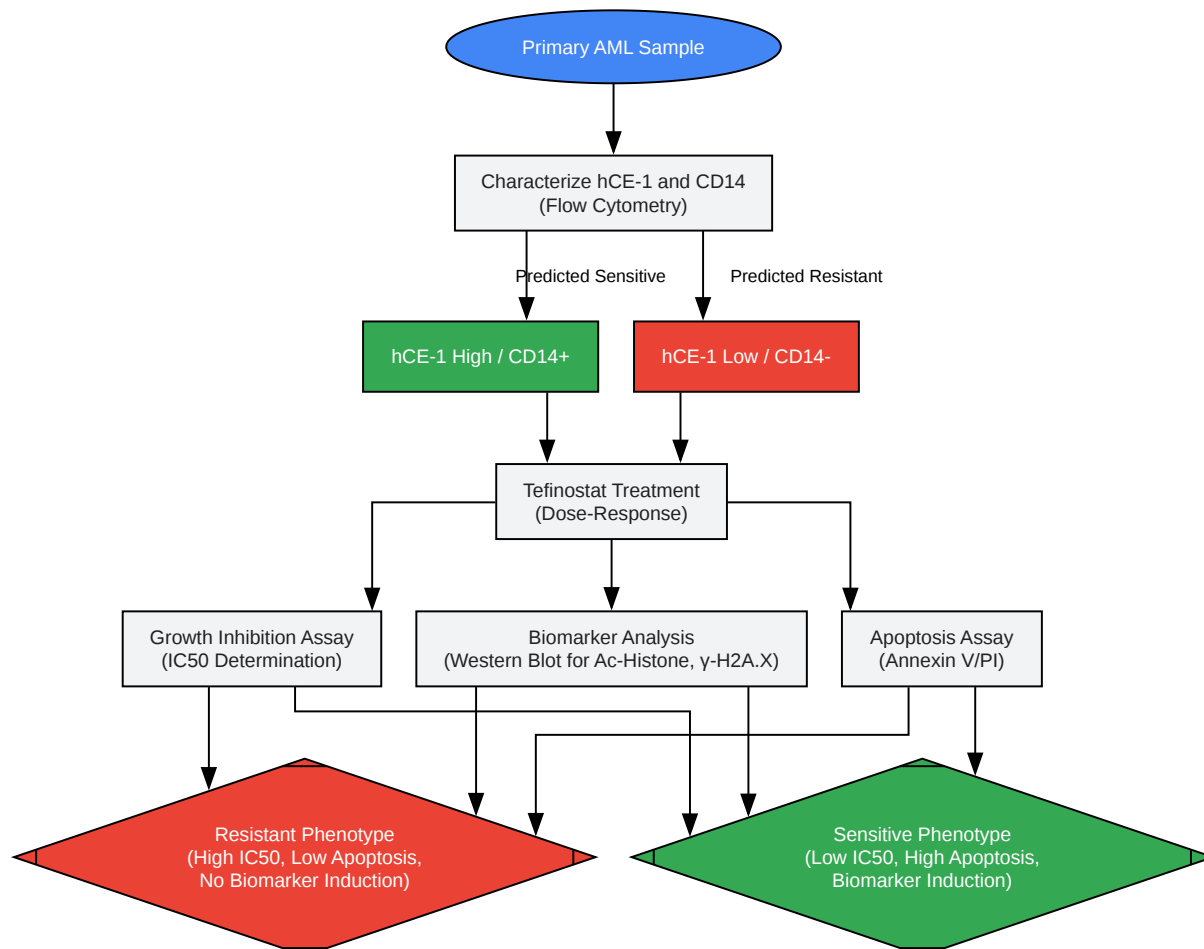 Primary AML Sample
Characterize hCE-1 and CD14
(Flow Cytometry)
Predicted Sensitive
Predicted Resistant
hCE-1 High / CD14+
hCE-1 Low / CD14-
Tefinostat Treatment
(Dose-Response)
Growth Inhibition Assay
(IC50 Determination)
Biomarker Analysis
(Western Blot for Ac-Histone, γ-H2A.X)
Apoptosis Assay
(Annexin V/PI)
Resistant Phenotype
(High IC50, Low Apoptosis,
No Biomarker Induction)
Sensitive Phenotype
(Low IC50, High Apoptosis,
Biomarker Induction)